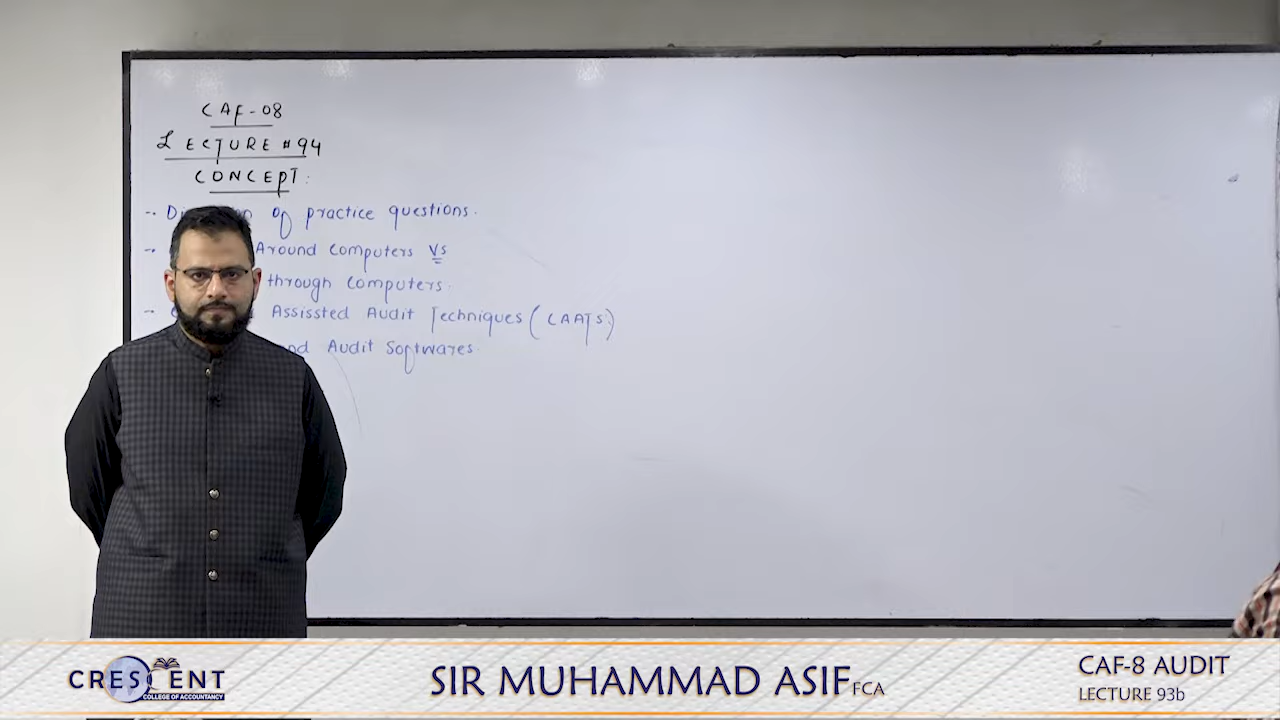 CAF-08
LECTURE #94
CONCEPT:
-- of practice questions.
-- Around Computers Vs
through Computers.
-- Assissted Audit Techniques (CAATS:)
Audit Softwares.
CRESCENT
COLLEGE OF ACCOUNTANCY
SIR MUHAMMAD ASIF FCA
CAF-8 AUDIT
LECTURE 93b